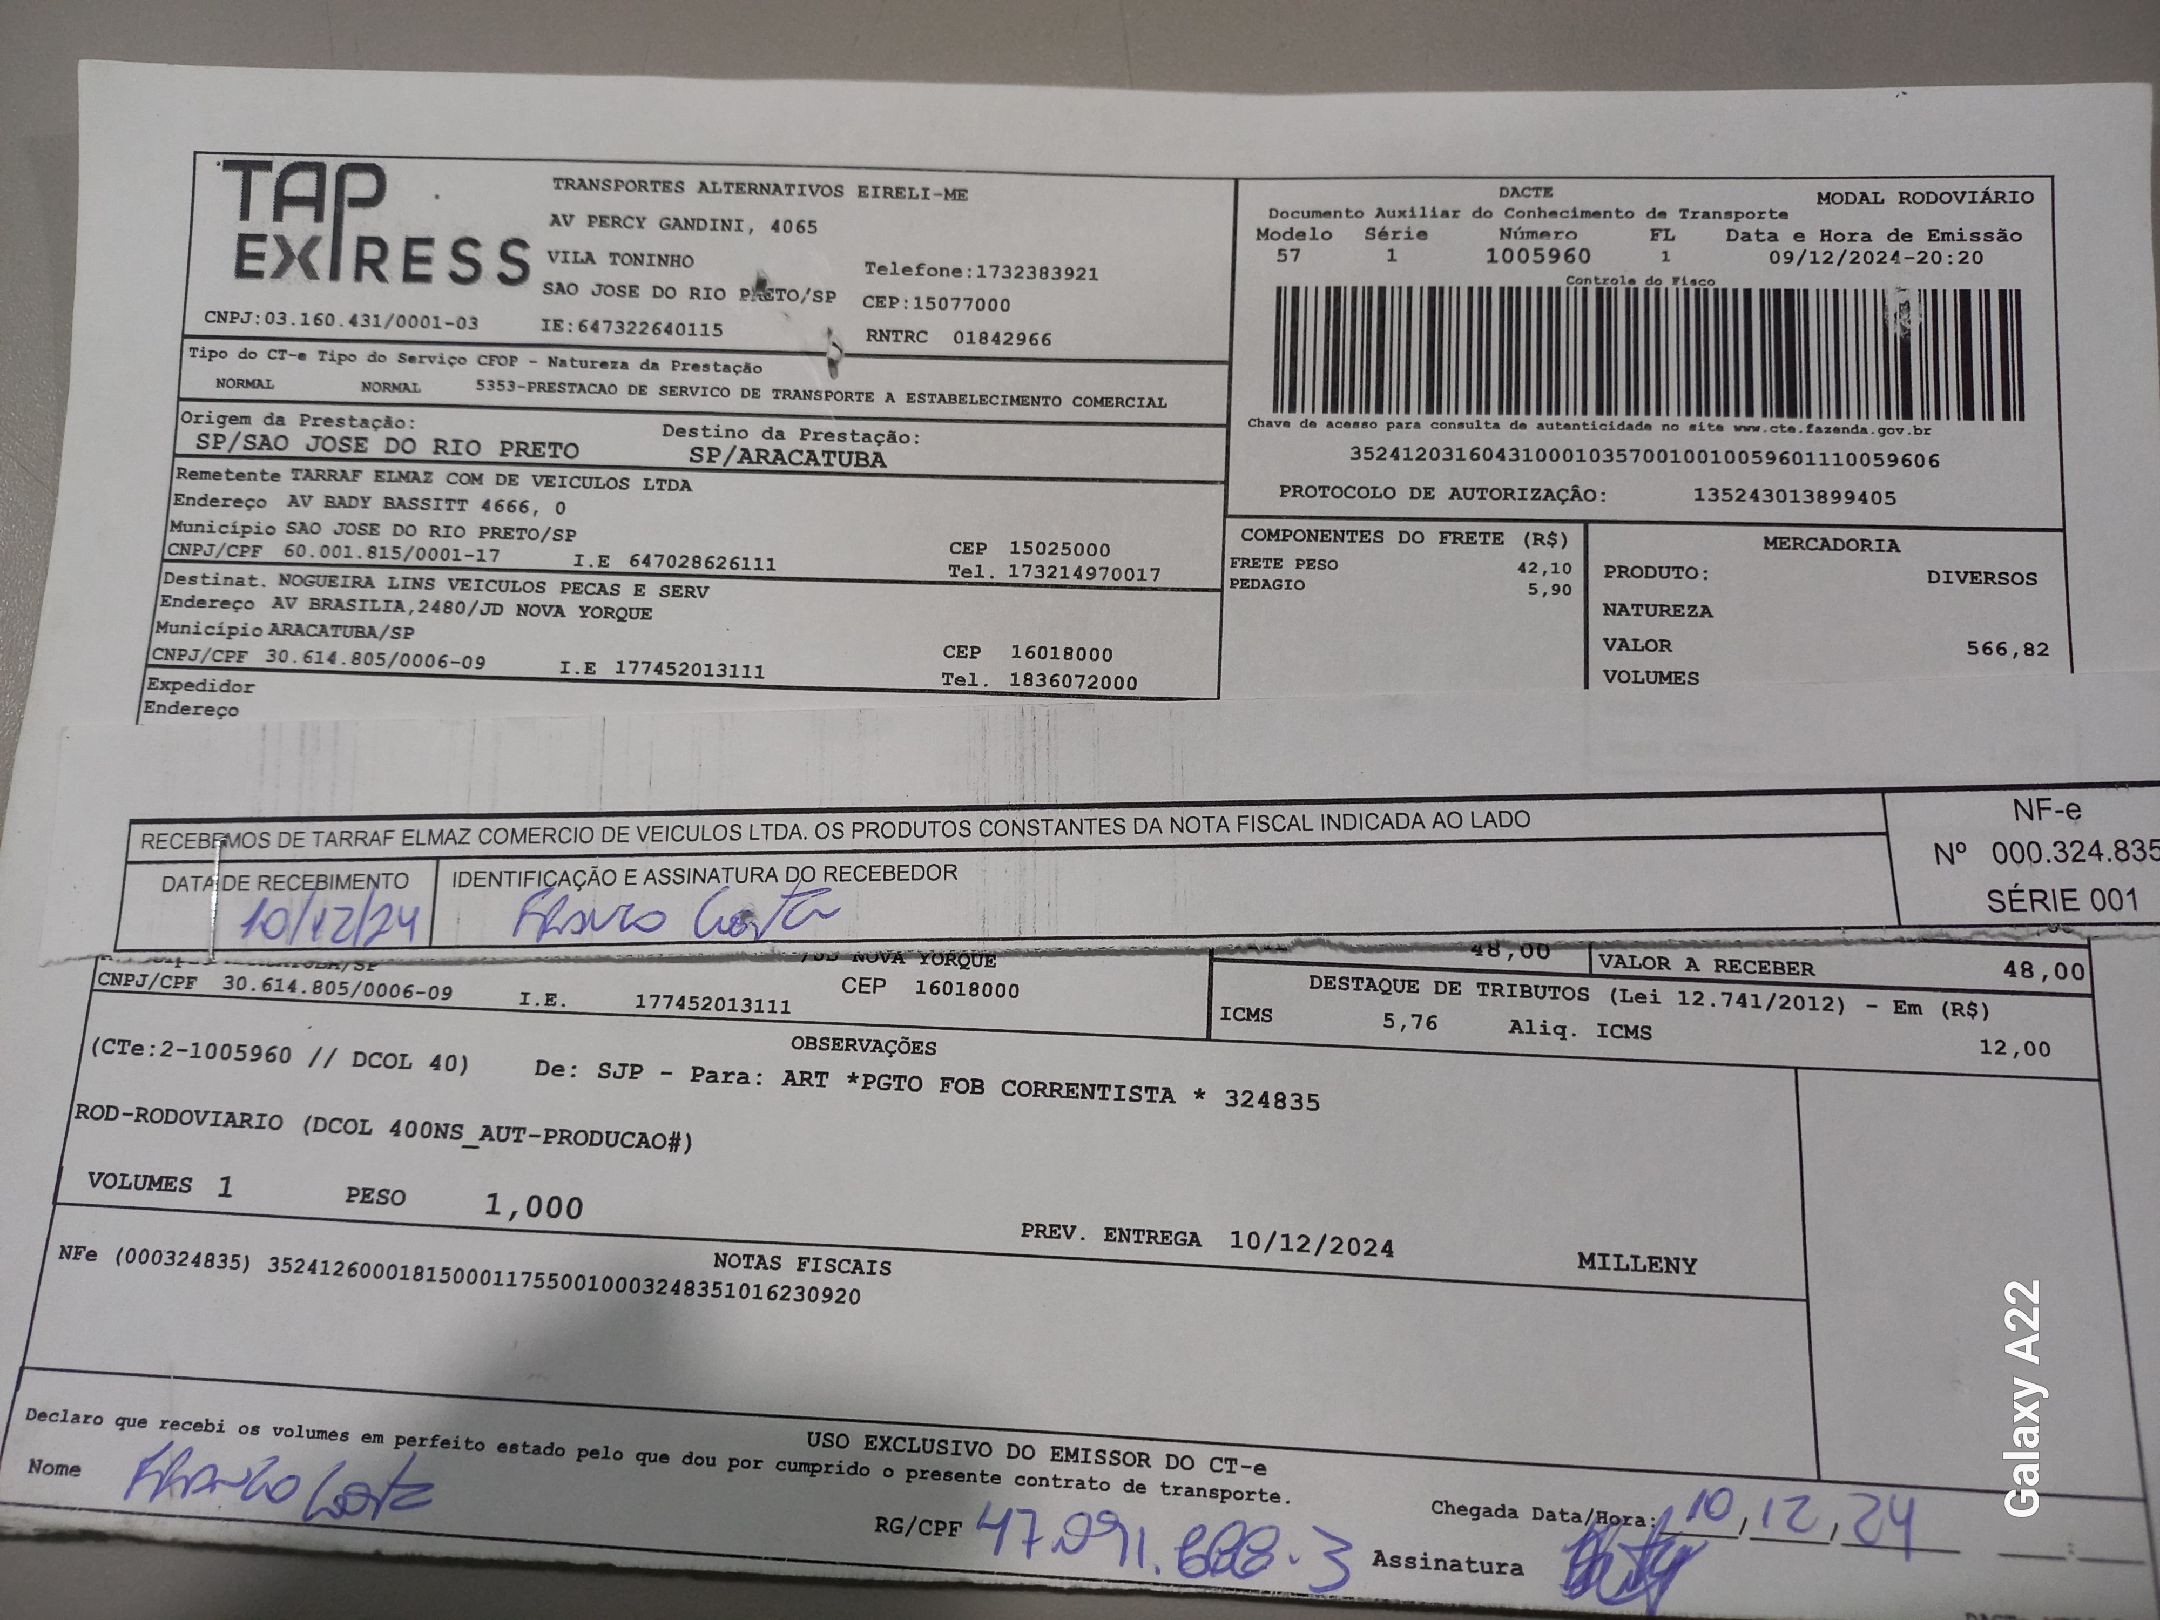 TAP
EXPRESS
TRANSPORTES ALTERNATIVOS EIRELI-ME
AV PERCY GANDINI, 4065
VILA TONINHO
Telefone:1732383921
SAO JOSE DO RIO PRETO/SP
CEP:15077000
CNPJ:03.160.431/0001-03
IE:647322640115
RNTRC 01842966
DACTE
MODAL RODOVIÁRIO
Documento Auxiliar do Conhecimento de Transporte
Modelo Série Número FL Data e Hora de Emissão
57 1 1005960 1 09/12/2024-20:20
Controle do Fisco
Chave de acesso para consulta de autenticidade no site www.cte.fazenda.gov.br
35241203160431000103570010010059601110059606
PROTOCOLO DE AUTORIZAÇÂO: 135243013899405
Tipo do CT-e Tipo do Serviço CFOP - Natureza da Prestação
NORMAL NORMAL 5353-PRESTACAO DE SERVICO DE TRANSPORTE A ESTABELECIMENTO COMERCIAL
Origem da Prestação: Destino da Prestação:
SP/SAO JOSE DO RIO PRETO SP/ARACATUBA
Remetente TARRAF ELMAZ COM DE VEICULOS LTDA
Endereço AV BADY BASSITT 4666, 0
Município SAO JOSE DO RIO PRETO/SP
CEP 15025000
CNPJ/CPF 60.001.815/0001-17 I.E 647028626111
Tel. 173214970017
Destinat. NOGUEIRA LINS VEICULOS PECAS E SERV
Endereço AV BRASILIA,2480/JD NOVA YORQUE
Município ARACATUBA/SP
CEP 16018000
CNPJ/CPF 30.614.805/0006-09 I.E 177452013111
Tel. 1836072000
Expedidor
Endereço
COMPONENTES DO FRETE (R$)
FRETE PESO 42,10
PEDAGIO 5,90
MERCADORIA
PRODUTO: DIVERSOS
NATUREZA
VALOR 566,82
VOLUMES
RECEBEMOS DE TARRAF ELMAZ COMERCIO DE VEICULOS LTDA. OS PRODUTOS CONSTANTES DA NOTA FISCAL INDICADA AO LADO
NF-e
Nº 000.324.835
SÉRIE 001
DATA DE RECEBIMENTO
10/12/24
IDENTIFICAÇÃO E ASSINATURA DO RECEBEDOR
Franco Costa
/JD NOVA YORQUE
CNPJ/CPF 30.614.805/0006-09 I.E. 177452013111 CEP 16018000
48,00 VALOR A RECEBER 48,00
DESTAQUE DE TRIBUTOS (Lei 12.741/2012) - Em (R$)
ICMS 5,76 Aliq. ICMS 12,00
OBSERVAÇÕES
(CTe:2-1005960 // DCOL 40) De: SJP - Para: ART *PGTO FOB CORRENTISTA * 324835
ROD-RODOVIARIO (DCOL 400NS_AUT-PRODUCAO#)
VOLUMES 1 PESO 1,000
PREV. ENTREGA 10/12/2024 MILLENY
NOTAS FISCAIS
NFe (000324835) 35241260001815000117550010003248351016230920
USO EXCLUSIVO DO EMISSOR DO CT-e
Declaro que recebi os volumes em perfeito estado pelo que dou por cumprido o presente contrato de transporte.
Nome Franco Costa
RG/CPF 47.091.688-3
Chegada Data/Hora: 10, 12, 24
Assinatura
Galaxy A22